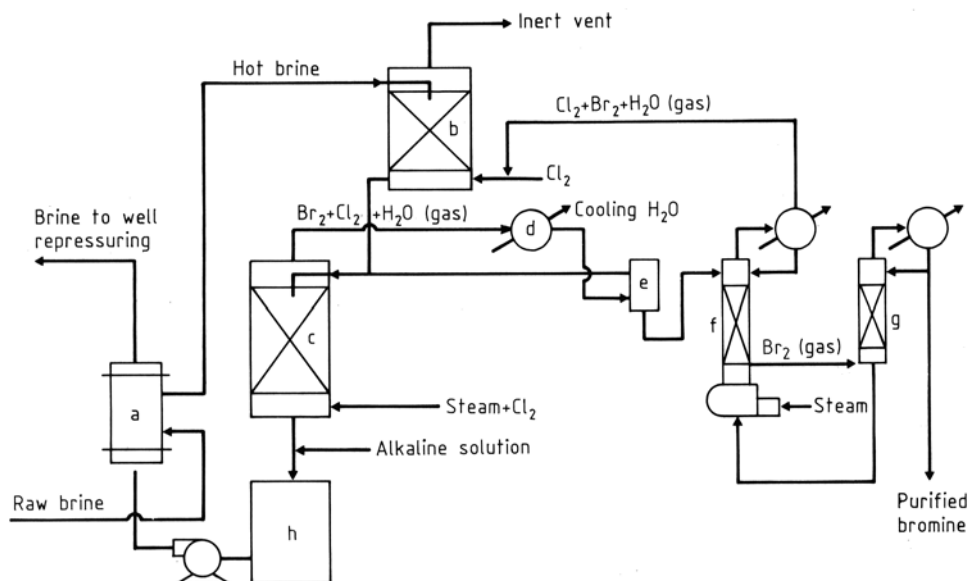 Inert vent
Hot brine
b
Cl₂+Br₂+H₂O (gas)
Cl₂
Brine to well
repressuring
Br₂+Cl₂ +H₂O (gas)
d
Cooling H₂O
e
c
f
g
Br₂ (gas)
a
Steam+Cl₂
Steam
Alkaline solution
Raw brine
h
Purified
bromine